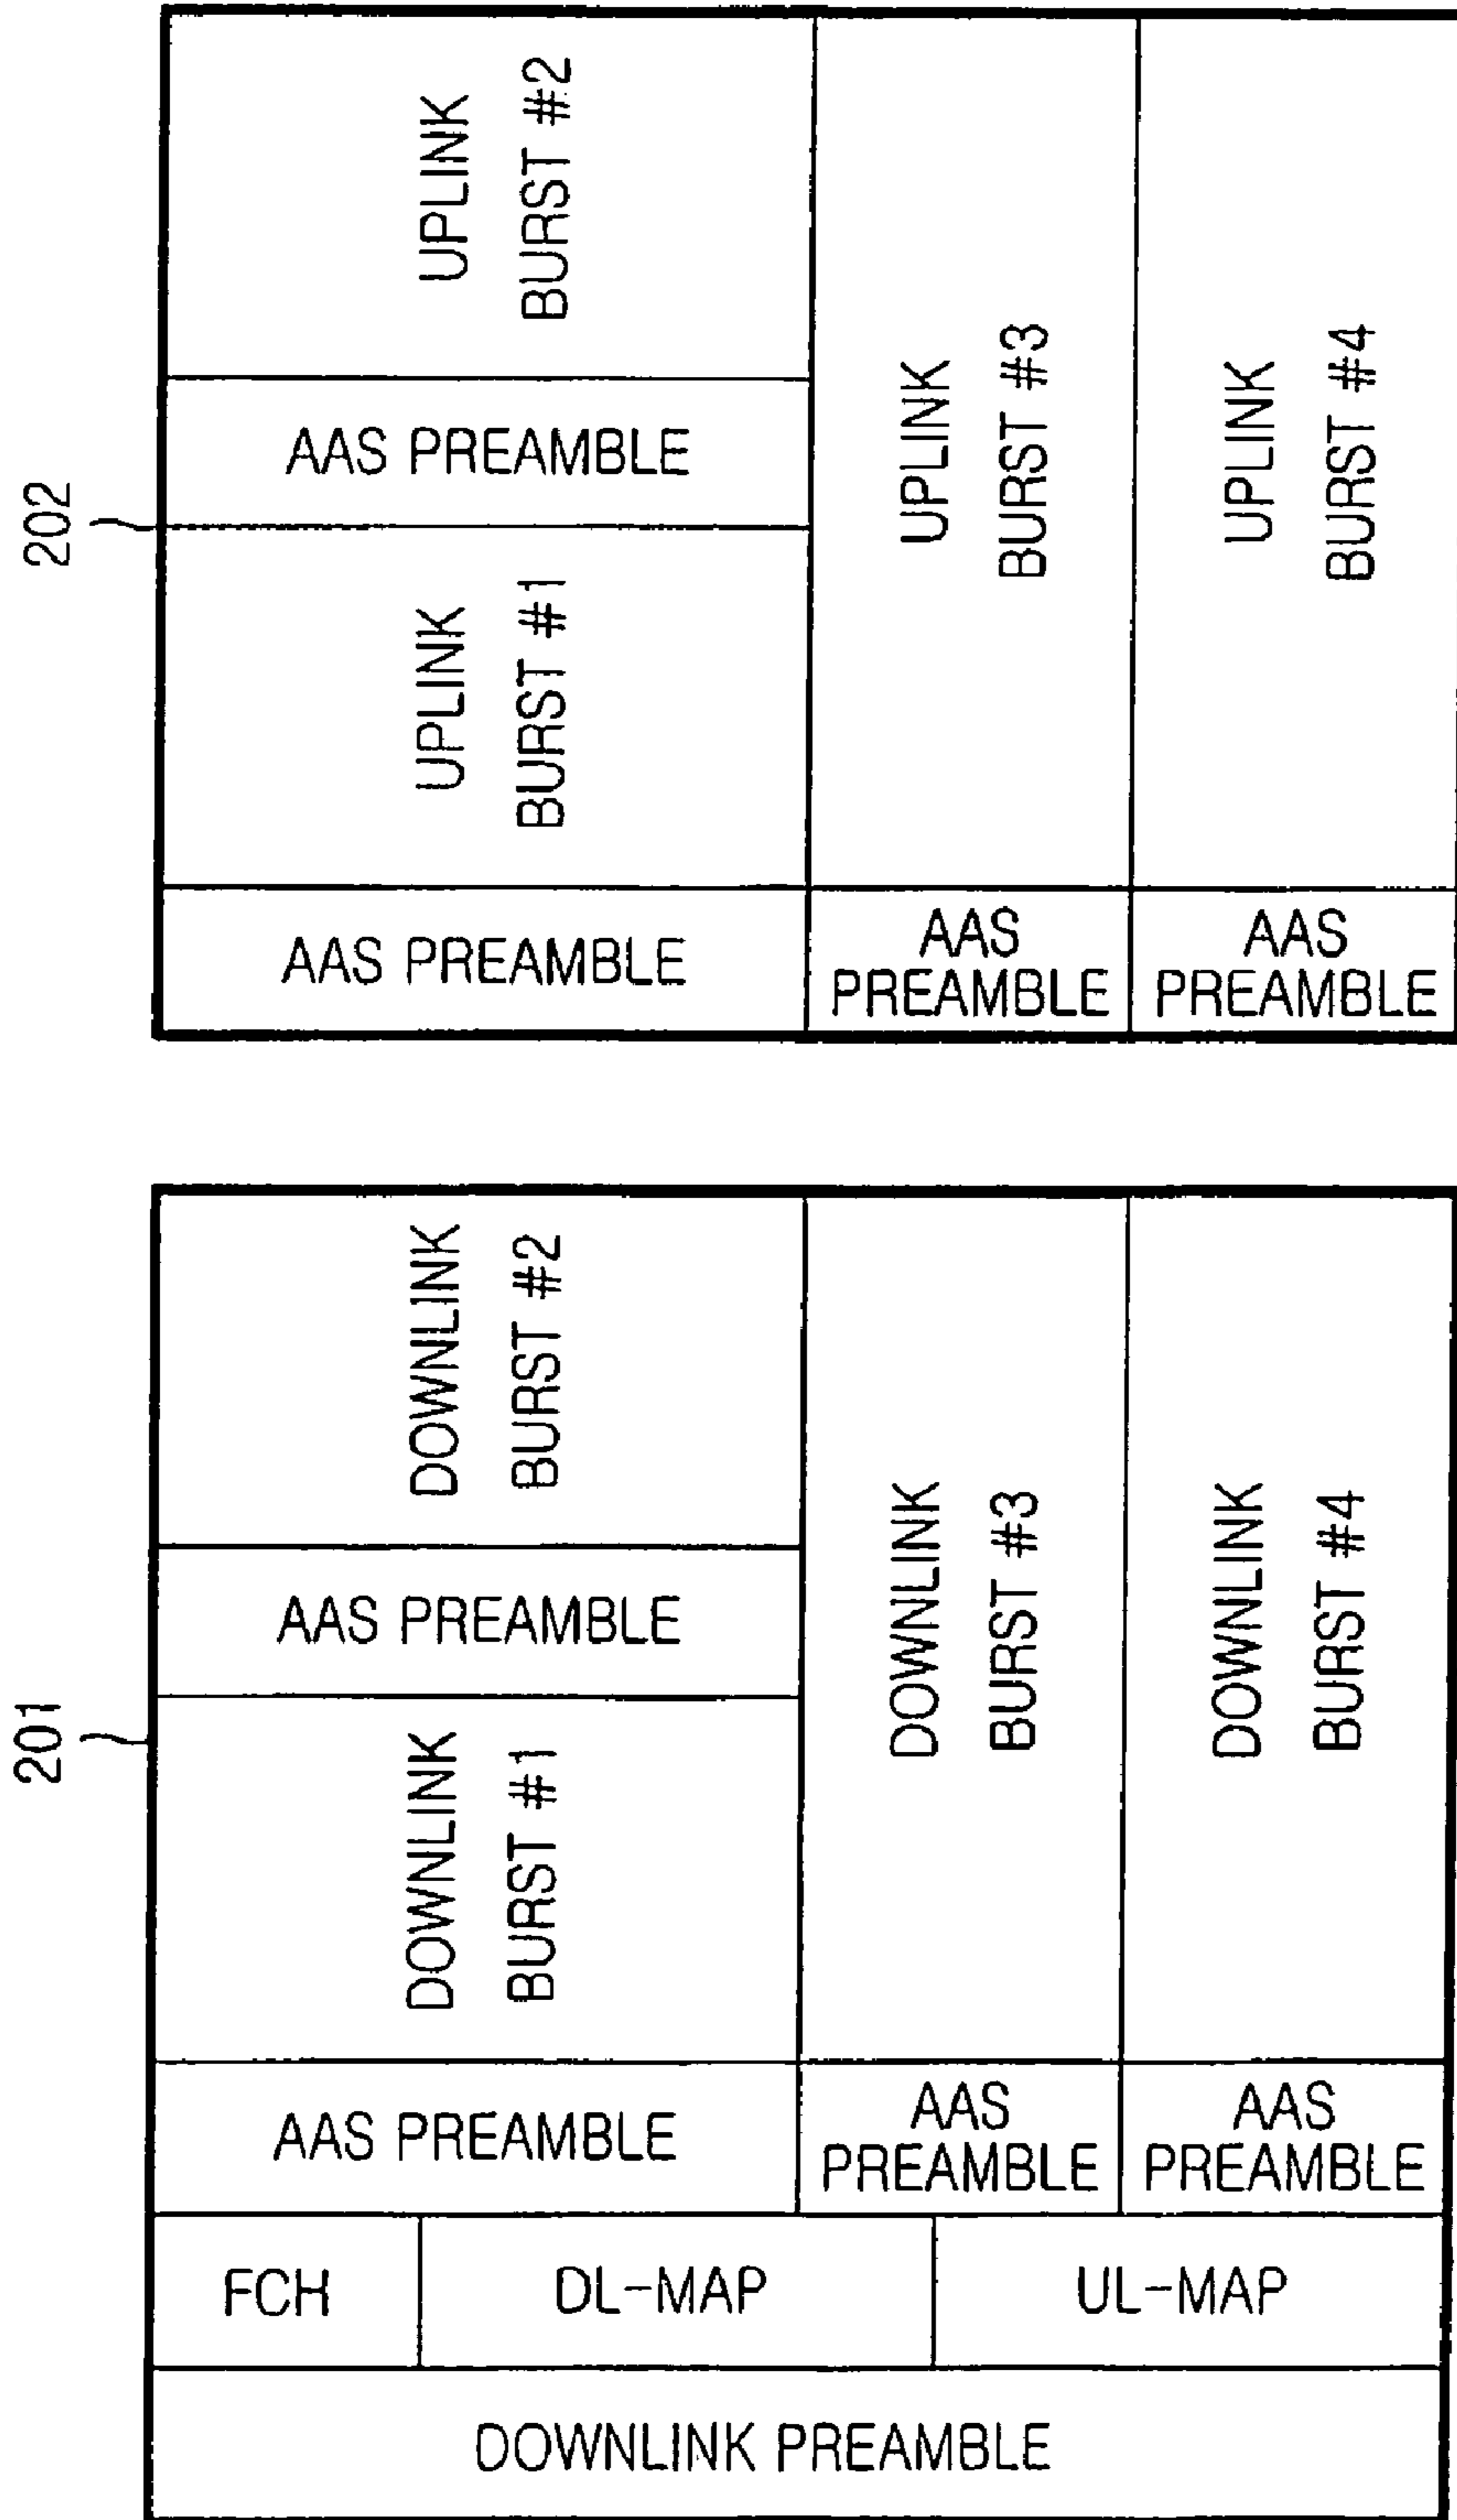 202
UPLINK
BURST #2
AAS PREAMBLE
UPLINK
BURST #1
AAS PREAMBLE
UPLINK
BURST #3
AAS
PREAMBLE
UPLINK
BURST #4
AAS
PREAMBLE
201
DOWNLINK
BURST #2
AAS PREAMBLE
DOWNLINK
BURST #1
AAS PREAMBLE
DOWNLINK
BURST #3
AAS
PREAMBLE
DOWNLINK
BURST #4
AAS
PREAMBLE
FCH
DL-MAP
UL-MAP
DOWNLINK PREAMBLE